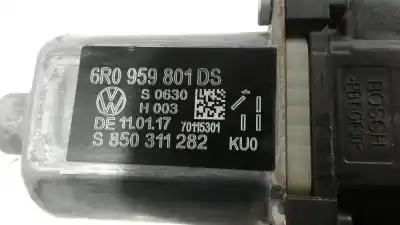 6R0 959 801 DS
S 0630
H 003
DE 11.01.17 70115301
S 850 311 282 KU0
BOSCH